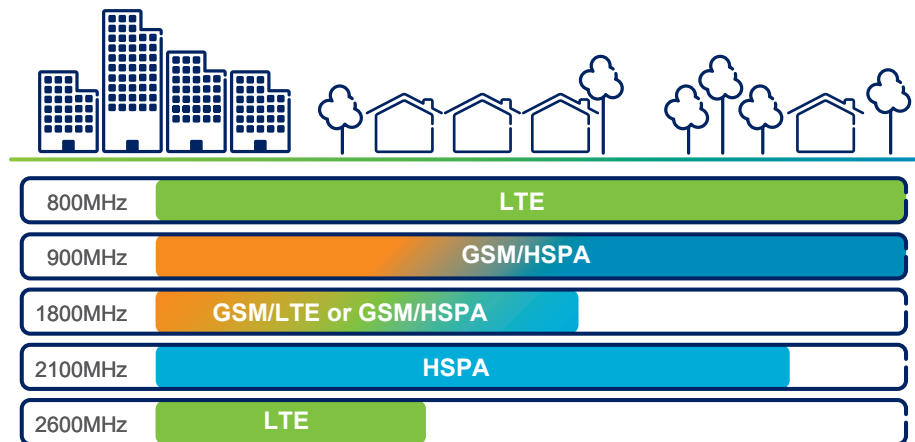 800MHz LTE
900MHz GSM/HSPA
1800MHz GSM/LTE or GSM/HSPA
2100MHz HSPA
2600MHz LTE